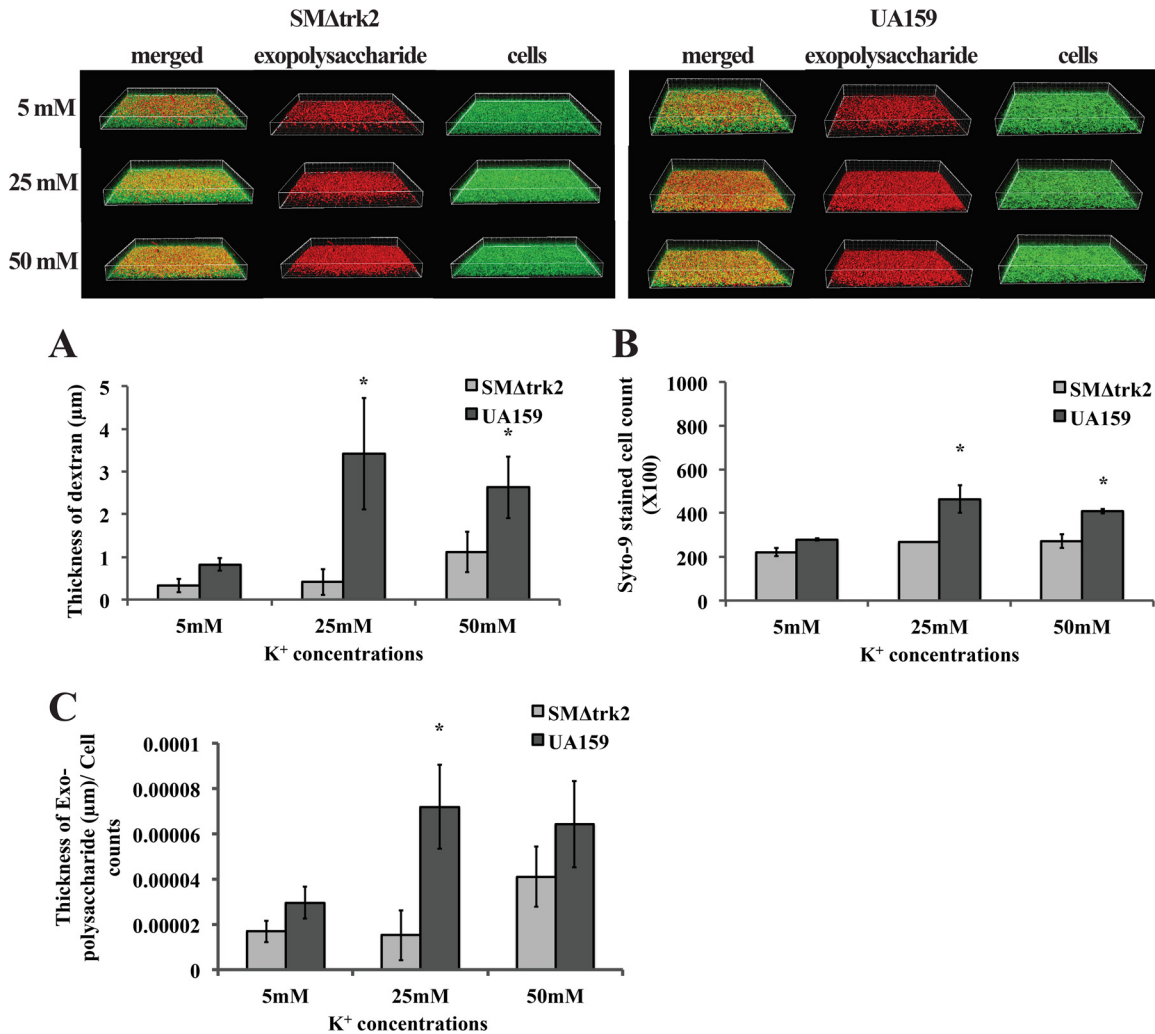 SMΔtrk2
UA159
merged exopolysaccharide cells
merged exopolysaccharide cells
5 mM
25 mM
50 mM
A
Thickness of dextran (μm)
5
4
3
2
1
0
SMΔtrk2
UA159
*
*
5mM 25mM 50mM
K⁺ concentrations
B
Syto-9 stained cell count
(X100)
1000
800
600
400
200
0
SMΔtrk2
UA159
*
*
5mM 25mM 50mM
K⁺ concentrations
C
Thickness of Exo-
polysaccharide (μm)/ Cell
counts
0.0001
0.00008
0.00006
0.00004
0.00002
0
SMΔtrk2
UA159
*
5mM 25mM 50mM
K⁺ concentrations